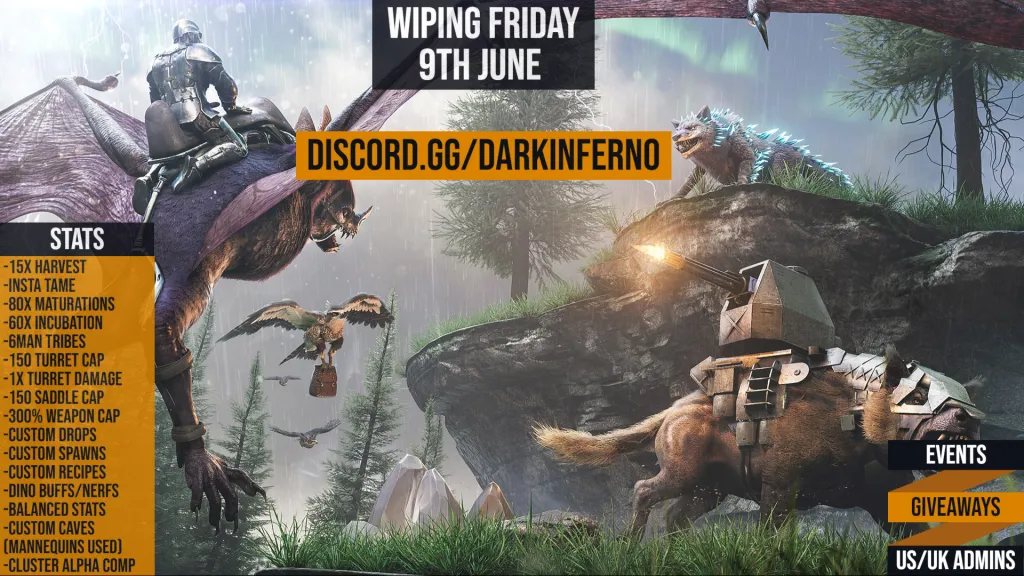 WIPING FRIDAY
9TH JUNE
DISCORD.GG/DARKINFERNO
STATS
-15X HARVEST
-INSTA TAME
-80X MATURATIONS
-60X INCUBATION
-6MAN TRIBES
-150 TURRET CAP
-1X TURRET DAMAGE
-150 SADDLE CAP
-300% WEAPON CAP
-CUSTOM DROPS
-CUSTOM SPAWNS
-CUSTOM RECIPES
-DINO BUFFS/NERFS
-BALANCED STATS
-CUSTOM CAVES
(MANNEQUINS USED)
-CLUSTER ALPHA COMP
EVENTS
GIVEAWAYS
US/UK ADMINS